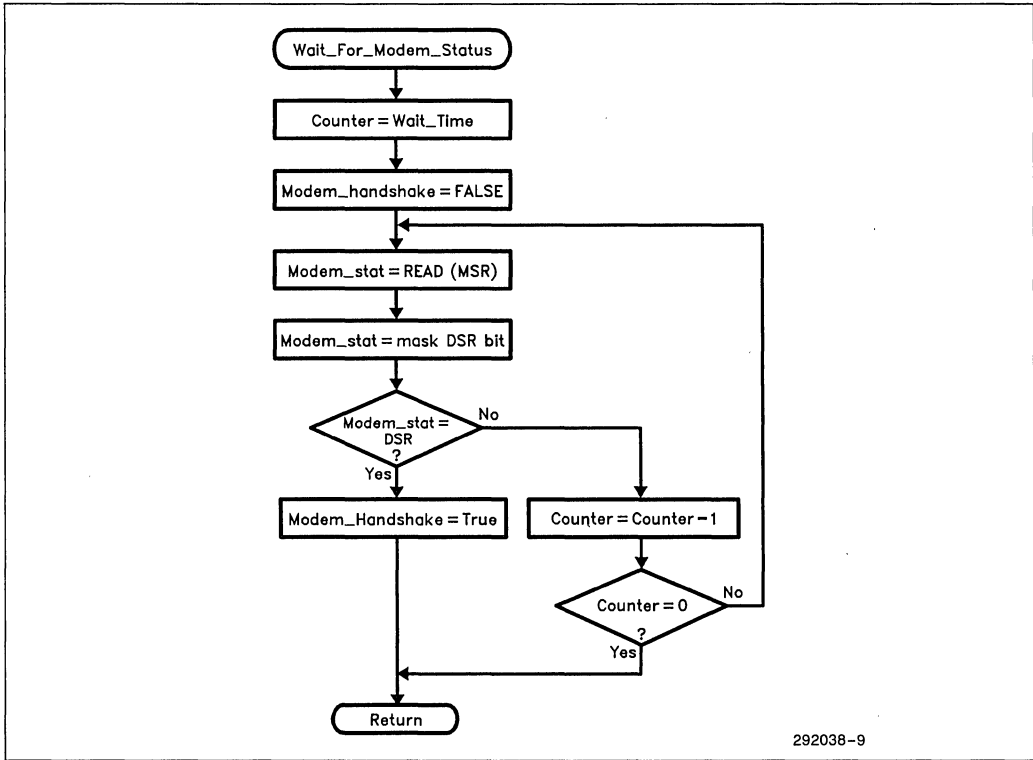 Wait_For_Modem_Status
Counter = Wait_Time
Modem_handshake = FALSE
Modem_stat = READ (MSR)
Modem_stat = mask DSR bit
Modem_stat =
DSR
?
No
Yes
Modem_Handshake = True
Counter = Counter - 1
Counter = 0
?
No
Yes
Return
292038-9